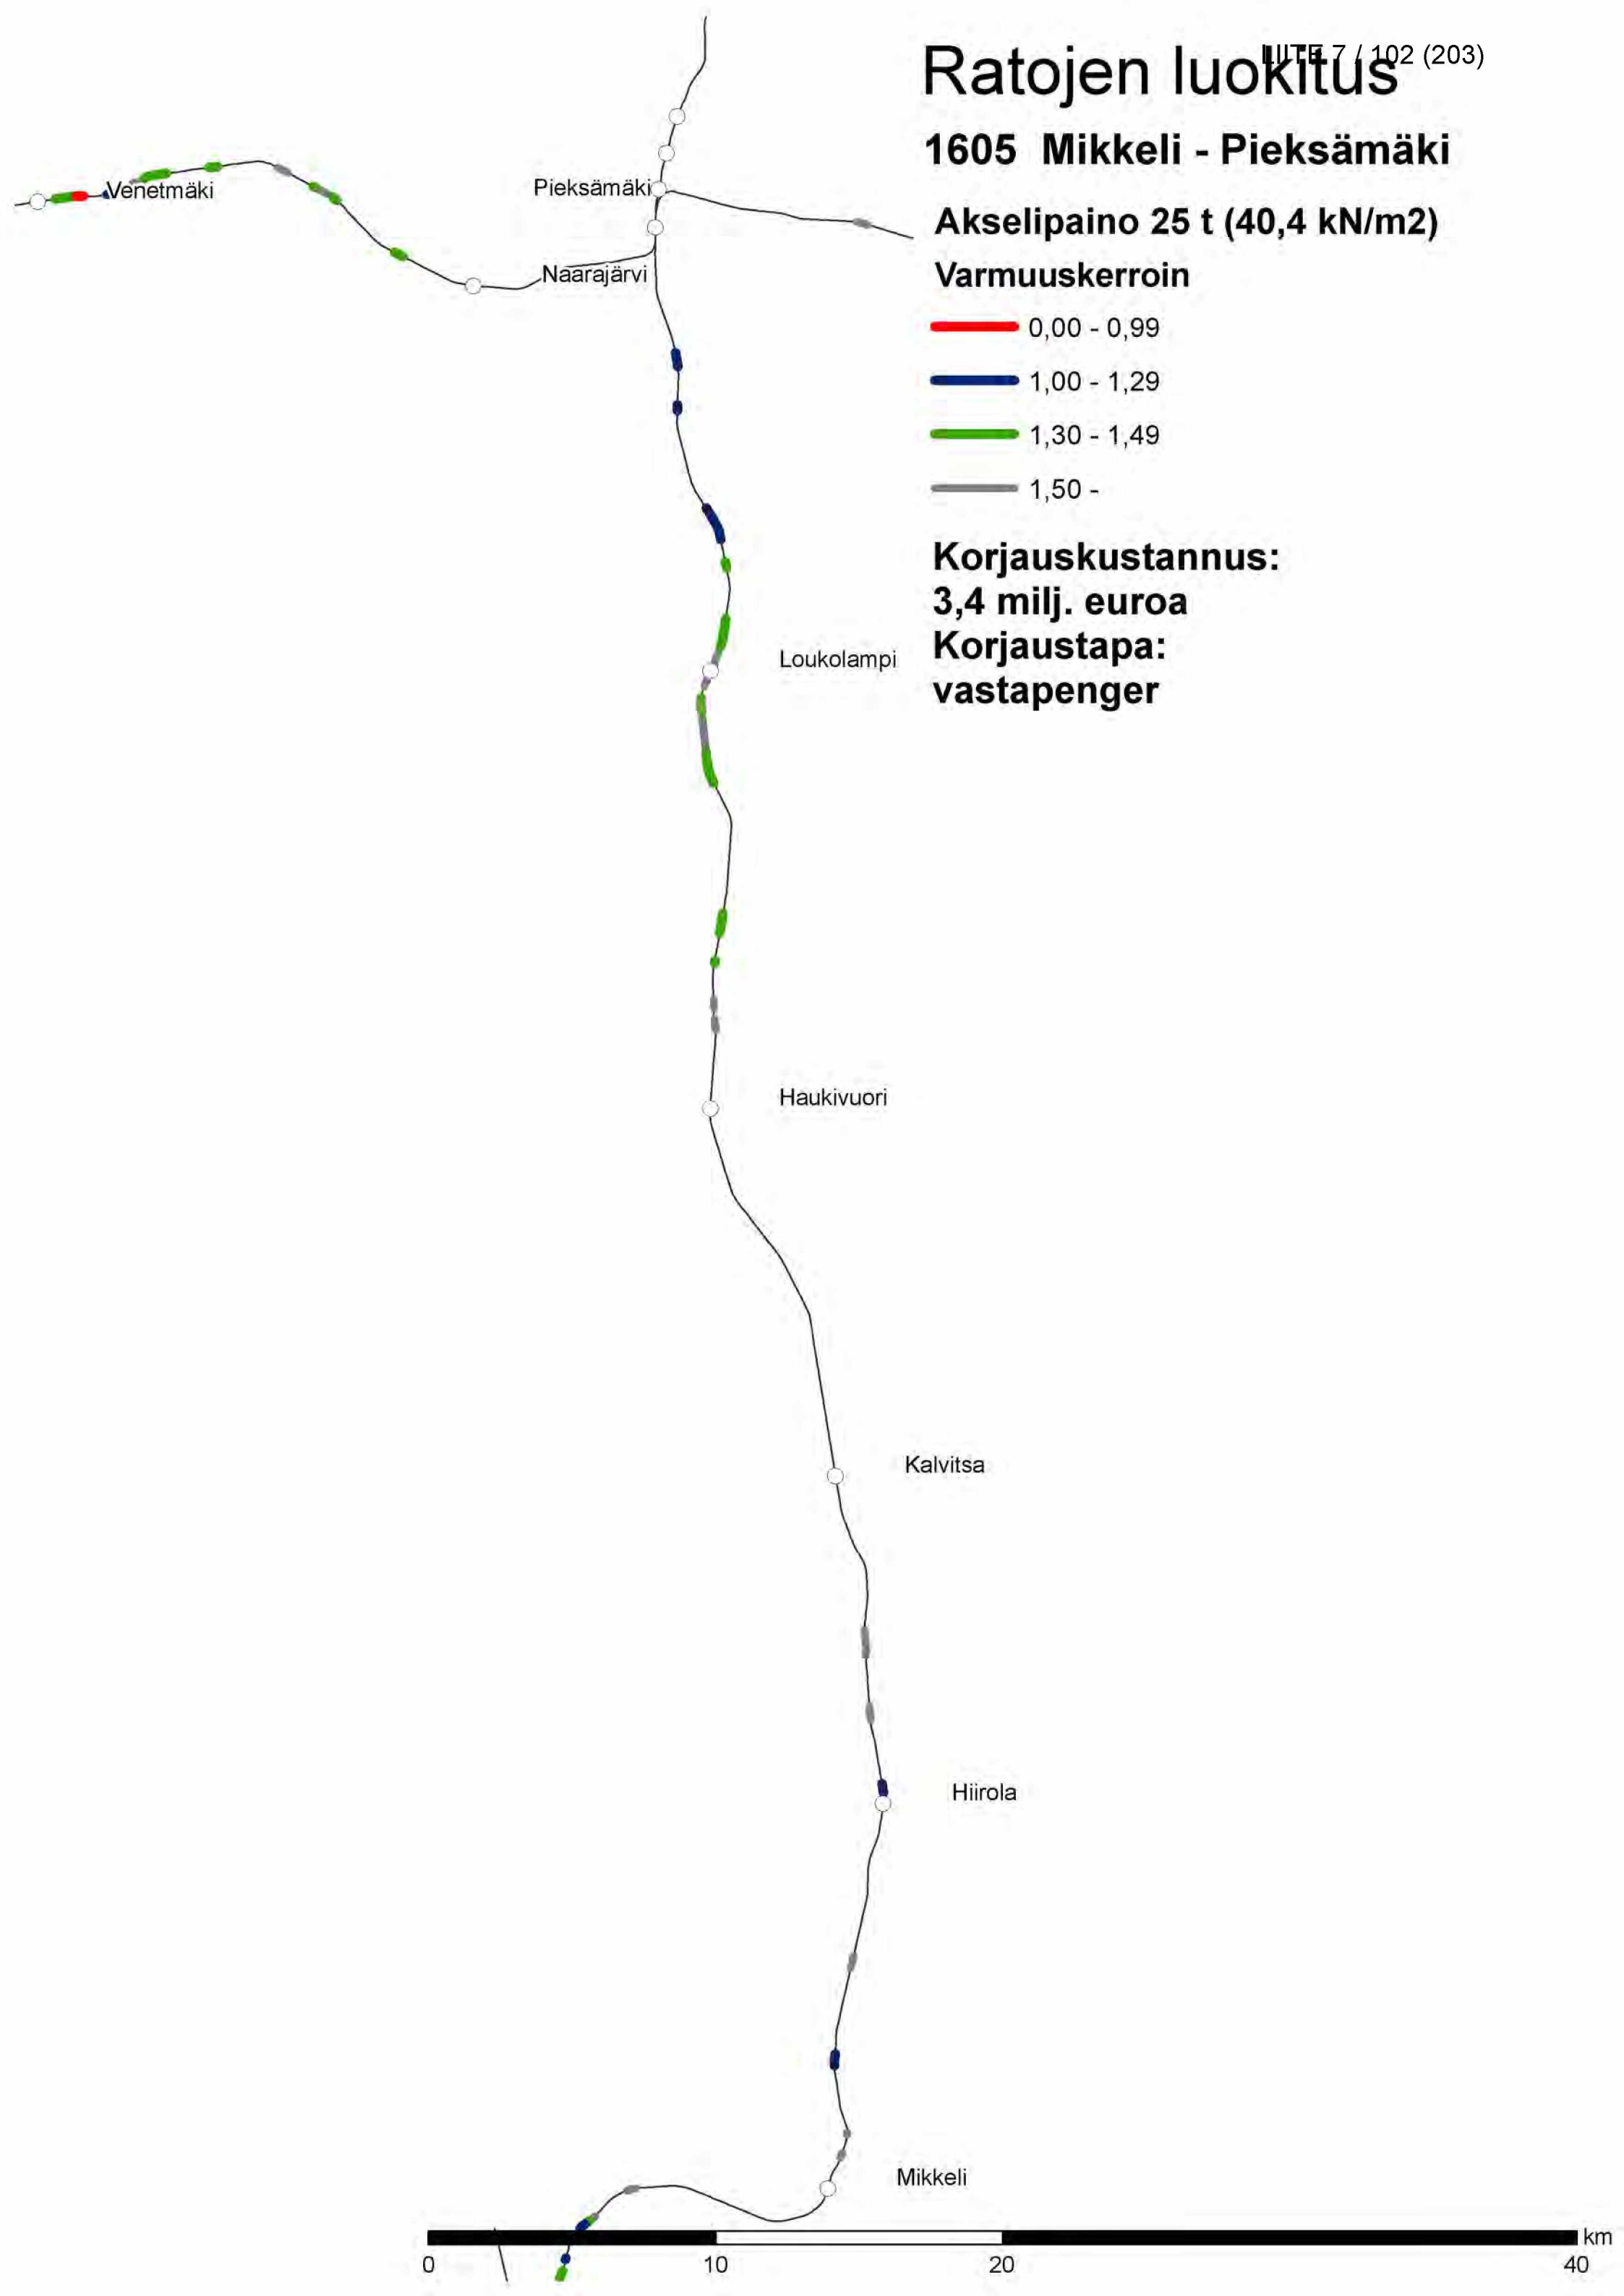 LIITE 7 / 102 (203)
Ratojen luokitus
1605 Mikkeli - Pieksämäki
Akselipaino 25 t (40,4 kN/m2)
Varmuuskerroin
0,00 - 0,99
1,00 - 1,29
1,30 - 1,49
1,50 -
Korjauskustannus:
3,4 milj. euroa
Korjaustapa:
vastapenger
Venetmäki
Pieksämäki
Naarajärvi
Loukolampi
Haukivuori
Kalvitsa
Hiirola
Mikkeli
km
0 10 20 40